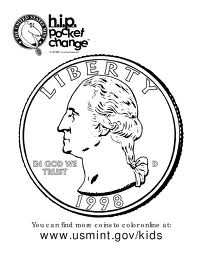 h.i.p.
pocket
change™
LIBERTY
IN GOD WE
TRUST
D
1998
You can find more coins to color online at:
www.usmint.gov/kids